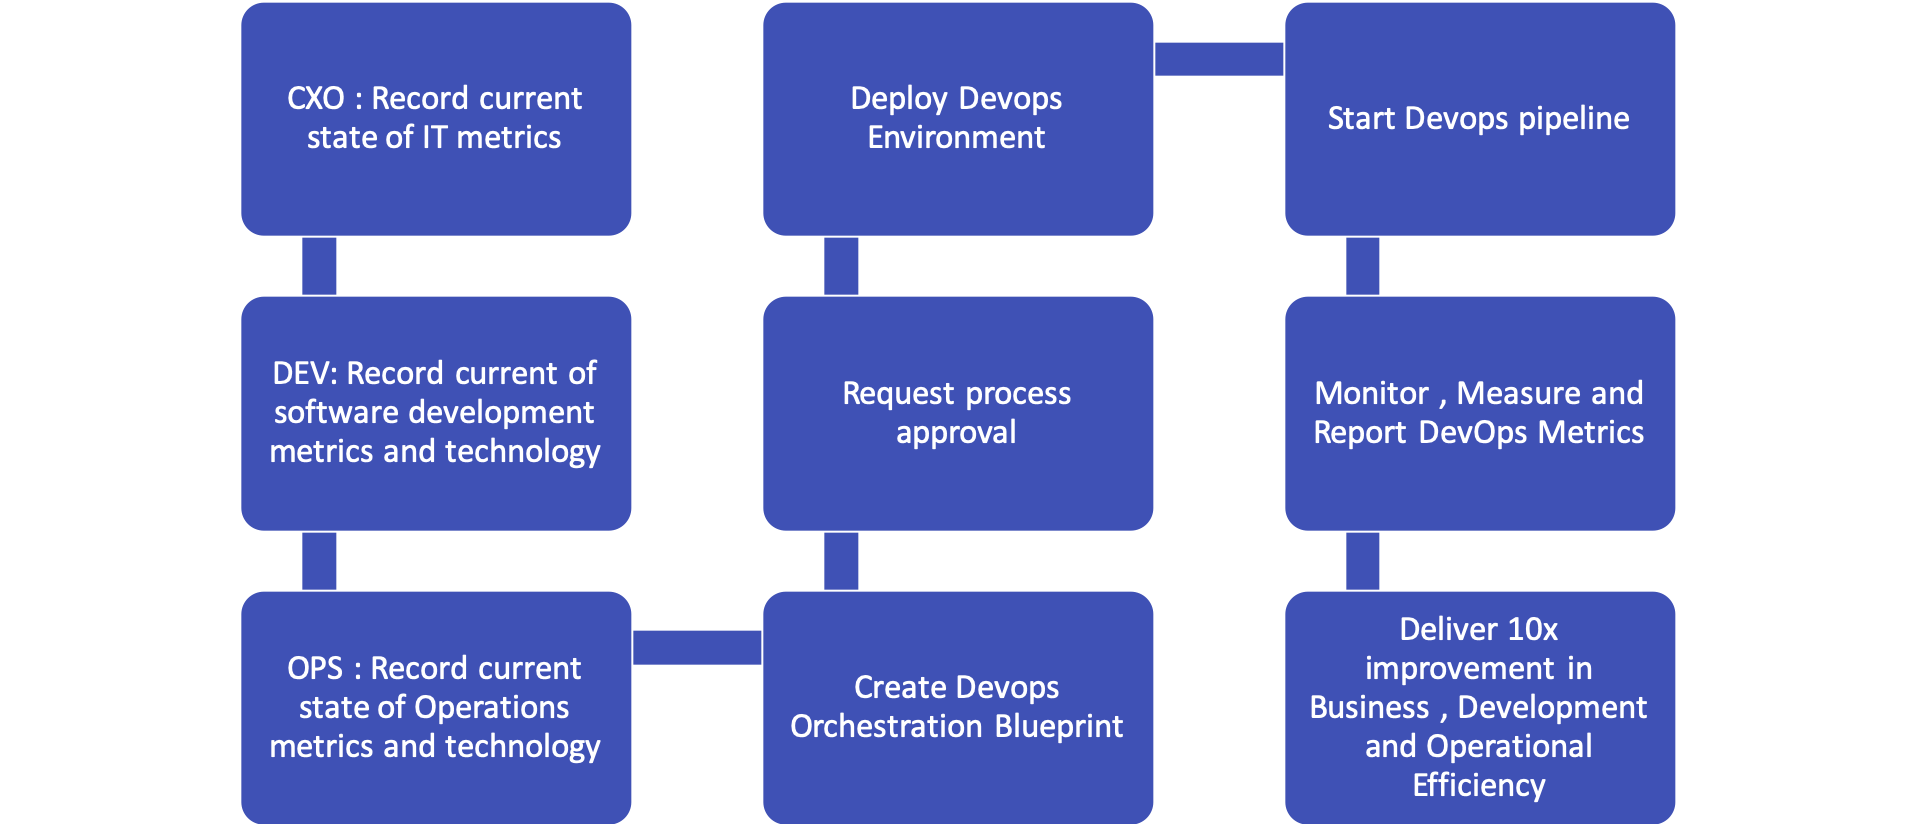 CXO : Record current
state of IT metrics
DEV: Record current of
software development
metrics and technology
OPS : Record current
state of Operations
metrics and technology
Create Devops
Orchestration Blueprint
Request process
approval
Deploy Devops
Environment
Start Devops pipeline
Monitor , Measure and
Report DevOps Metrics
Deliver 10x
improvement in
Business , Development
and Operational
Efficiency